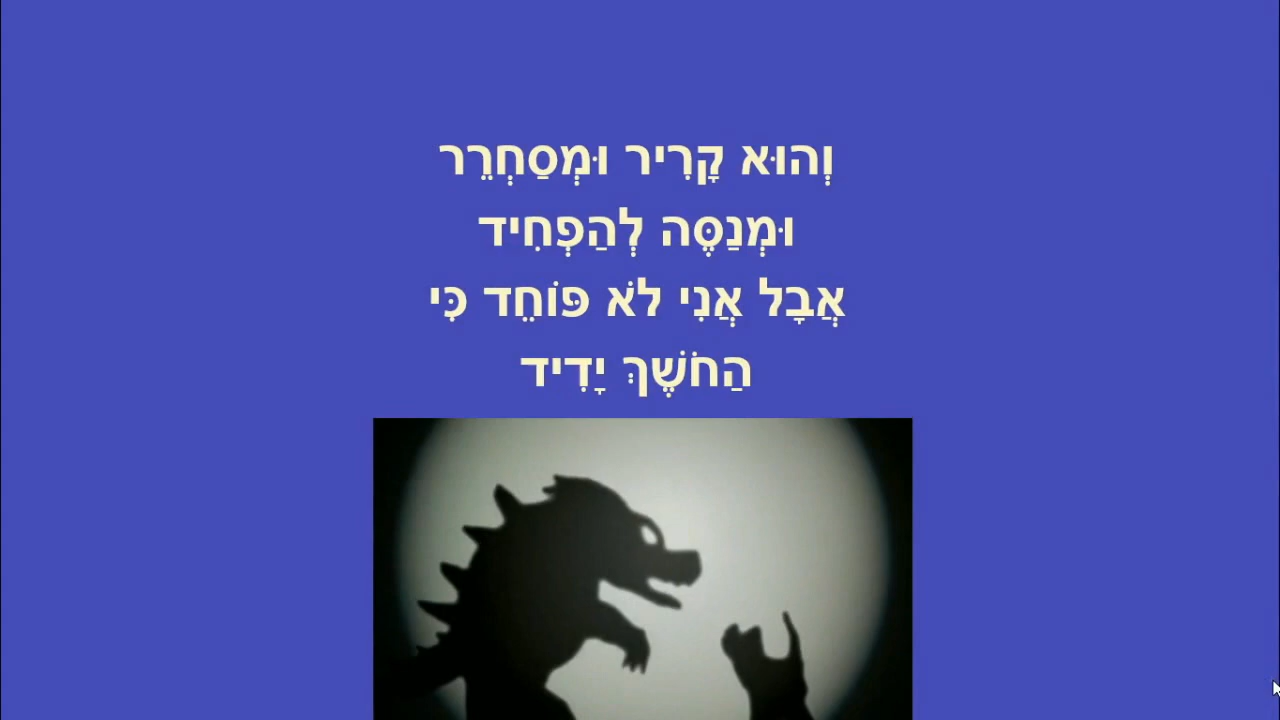 וְהוּא קָרִיר וּמְסַחְרֵר
וּמְנַסֶּה לְהַפְחִיד
אֲבָל אֲנִי לֹא פּוֹחֵד כִּי
הַחֹשֶׁךְ יָדִיד